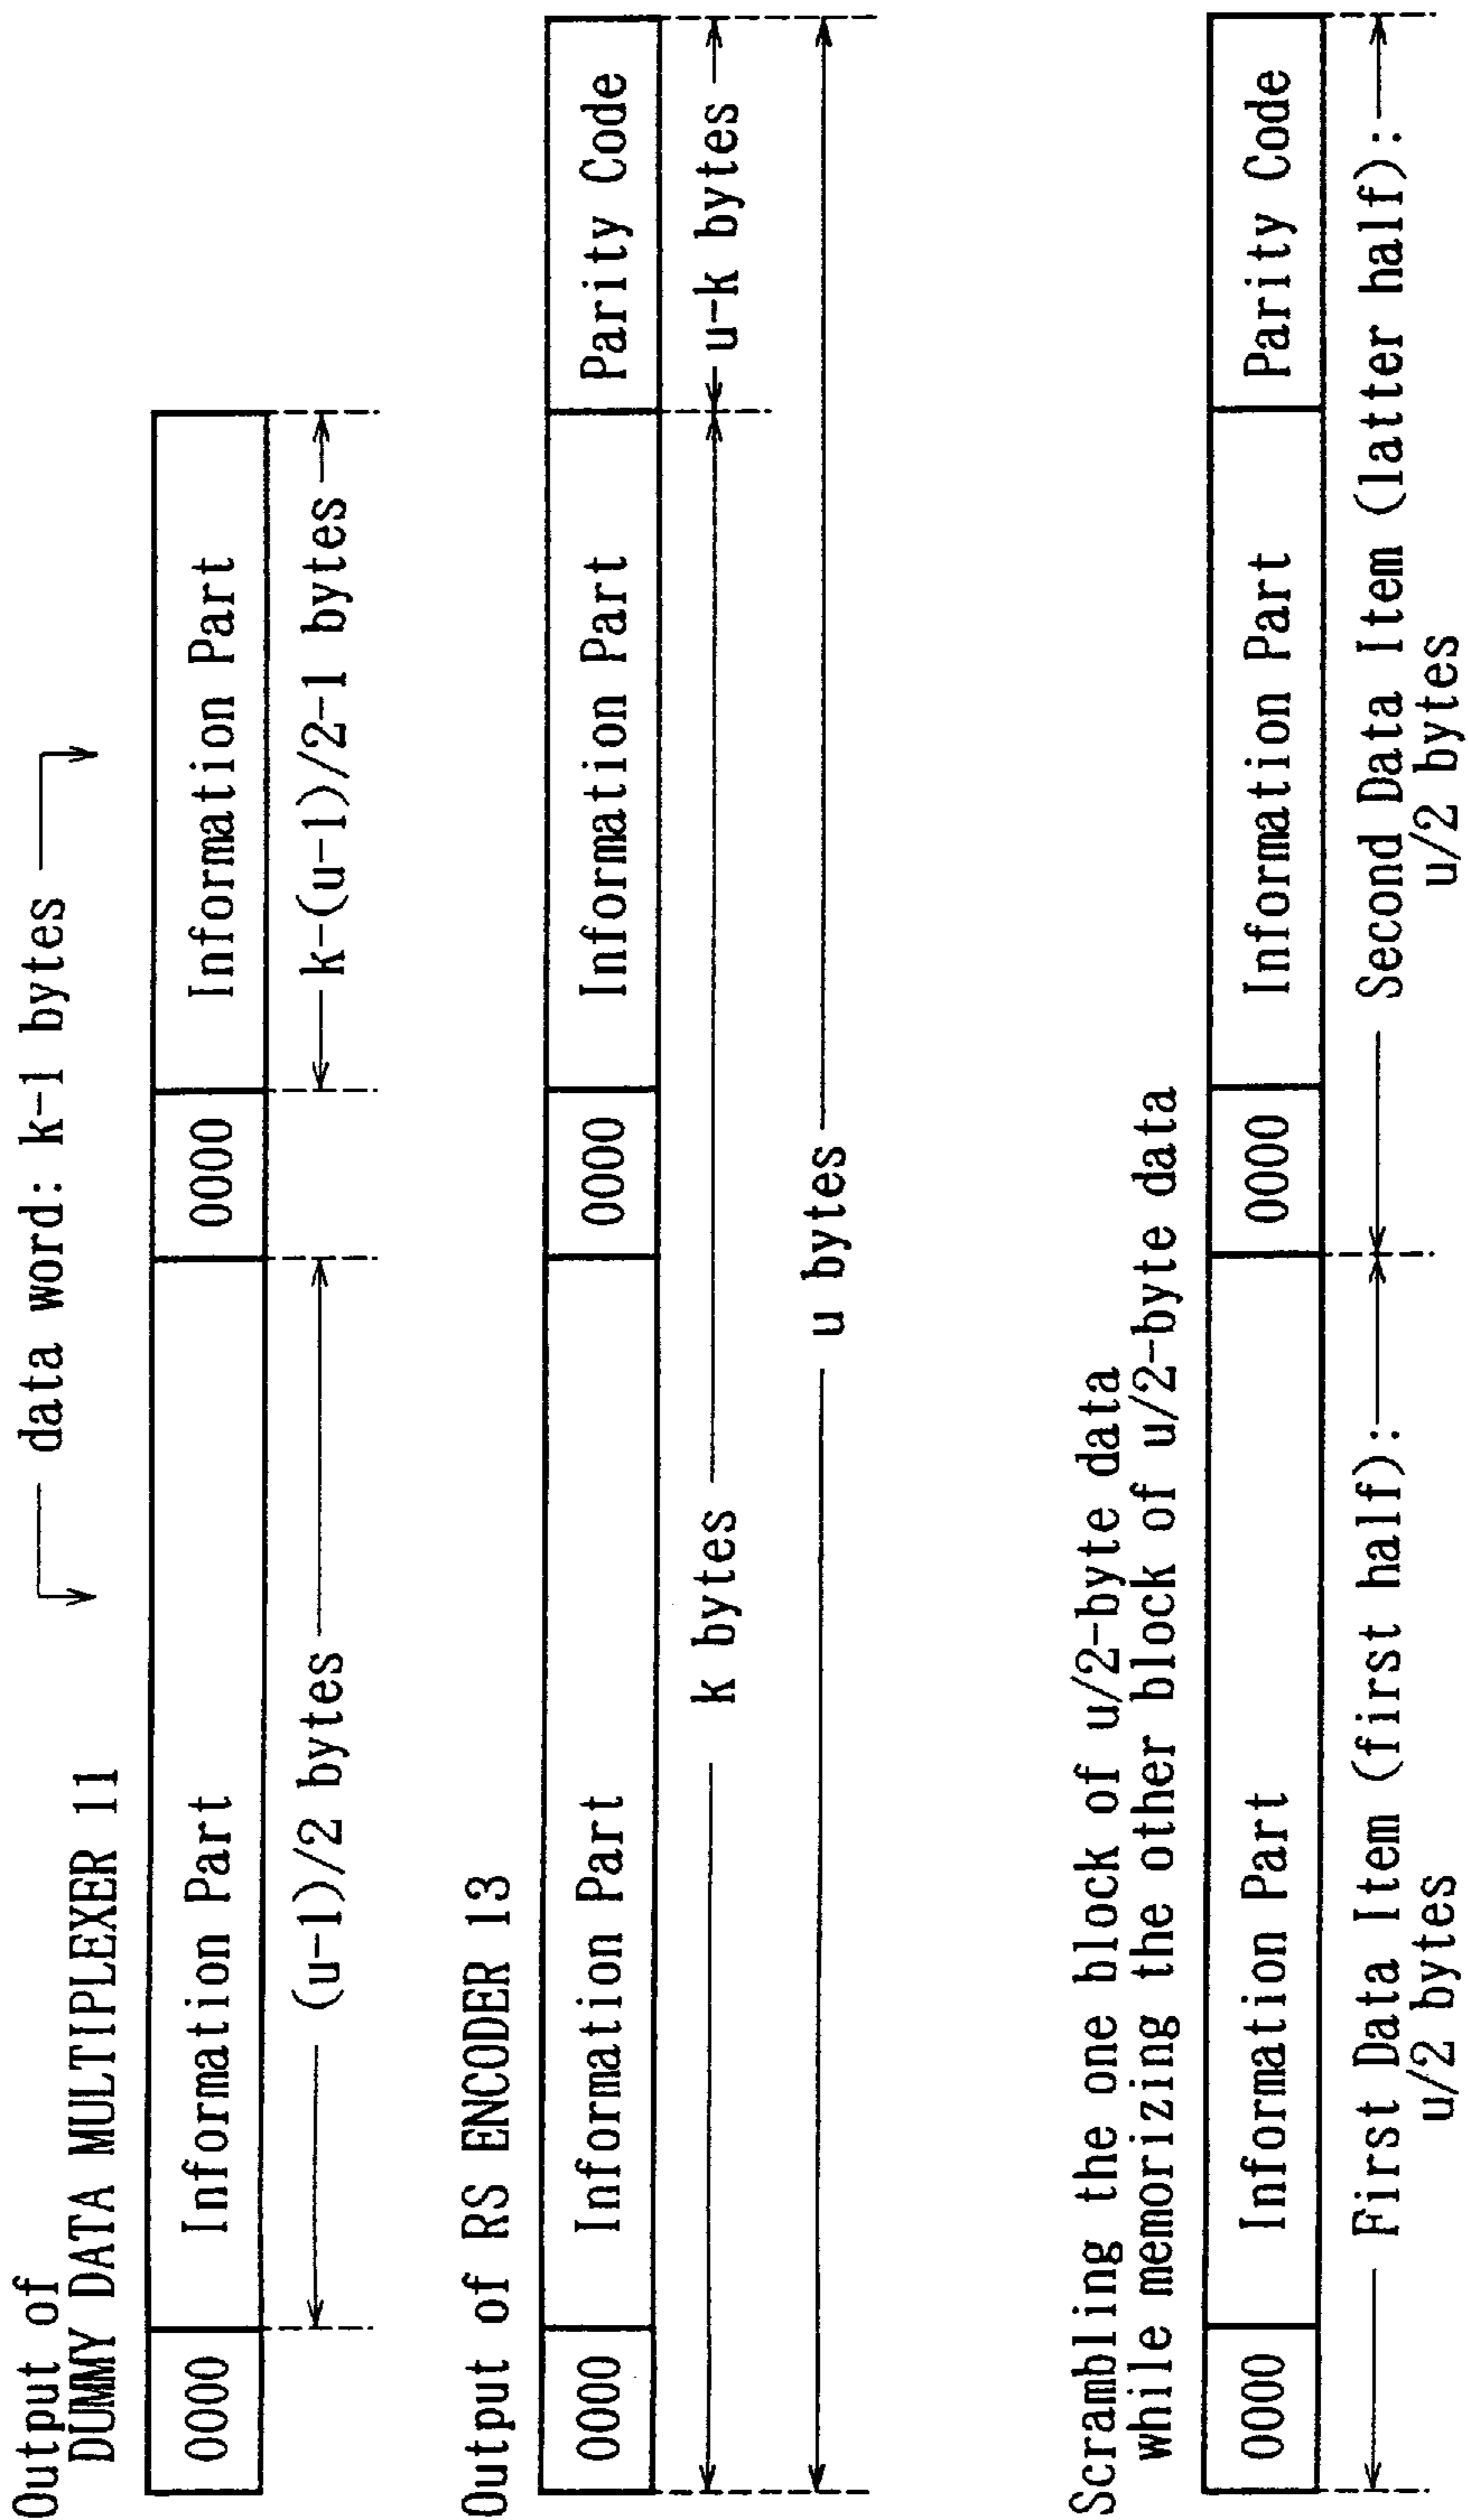 Output of
DUMMY DATA MULTIPLEXER 11
data word: k-1 bytes
0000 Information Part 0000 Information Part
(u-1)/2 bytes k-(u-1)/2-1 bytes
Output of RS ENCODER 13
0000 Information Part 0000 Information Part Parity Code
k bytes u-k bytes
u bytes
Scrambling the one block of u/2-byte data
while memorizing the other block of u/2-byte data
0000 Information Part 0000 Information Part Parity Code
First Data Item (first half): Second Data Item (latter half):
u/2 bytes u/2 bytes